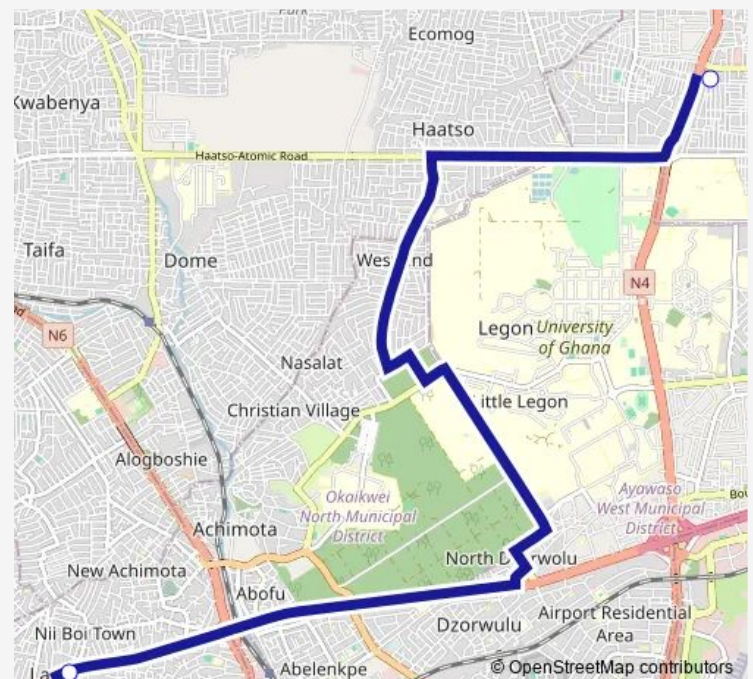 Ecomog
Kwabenya
Haatso
Haatso-Atomic Road
Taifa
Dome
N4
N6
Legon University
of Ghana
Nasalat
ittle Legon
Christian Village
Alogboshie
Okaikwei
North Municipal
District
Ayawaso
West Municipal
District
Achimota
New Achimota
Abofu
Dzorwulu
Airport Residential
Area
Nii Boi Town
Abelenkpe
© OpenStreetMap contributors